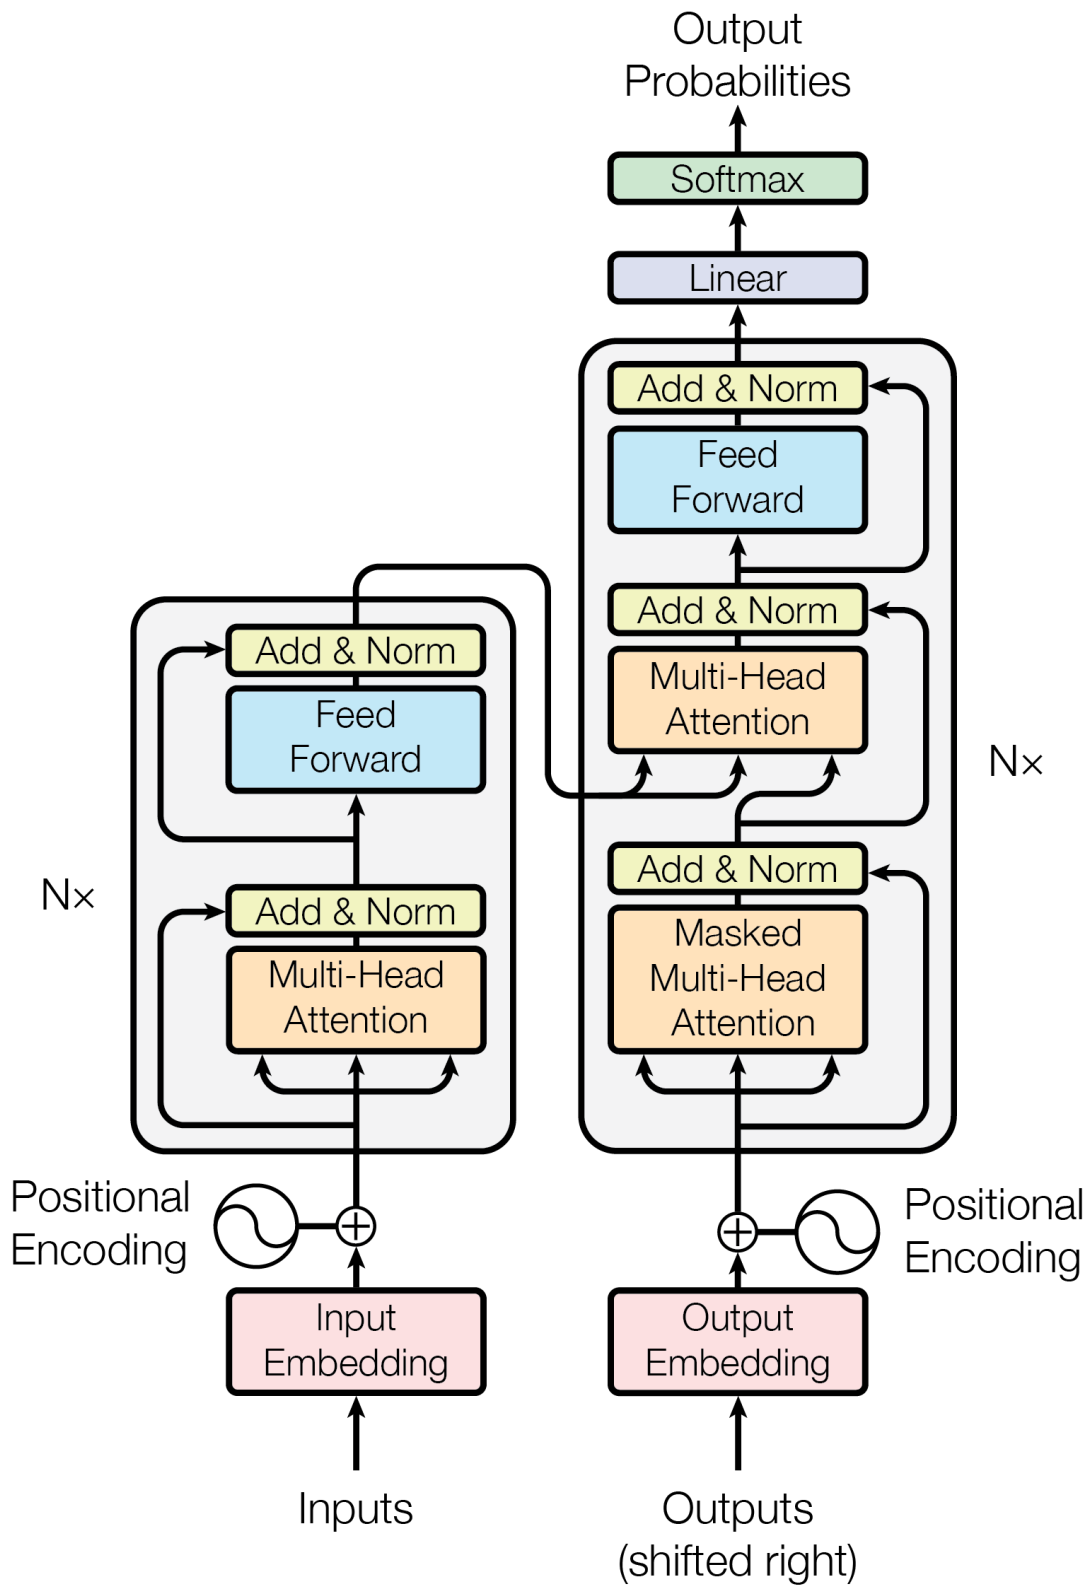 Output
Probabilities
Softmax
Linear
Add & Norm
Feed
Forward
Add & Norm
Multi-Head
Attention
N×
Add & Norm
Masked
Multi-Head
Attention
Add & Norm
Feed
Forward
N×
Add & Norm
Multi-Head
Attention
Positional
Encoding
Positional
Encoding
Input
Embedding
Output
Embedding
Inputs
Outputs
(shifted right)